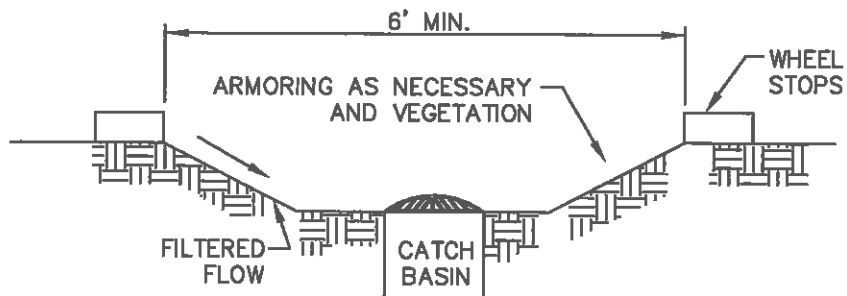 6' MIN.
ARMORING AS NECESSARY
AND VEGETATION
WHEEL
STOPS
FILTERED
FLOW
CATCH
BASIN